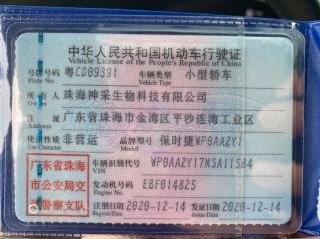 中华人民共和国机动车行驶证
Vehicle License of the People's Republic of China
号牌号码 粤CD09391 车辆类型 小型轿车
Plate No. Vehicle Type
所有人 珠海神采生物科技有限公司
Owner
住址 广东省珠海市金湾区平沙连湾工业区
Address
使用性质 非营运 品牌型号 保时捷WP0AA2Y1
Use Character Model
广东省珠海市公安局交通警察支队
车辆识别代号
VIN
发动机号码 EBF014825
Engine No.
注册日期 2020-12-14 发证日期 2020-12-14
Register Date Issue Date